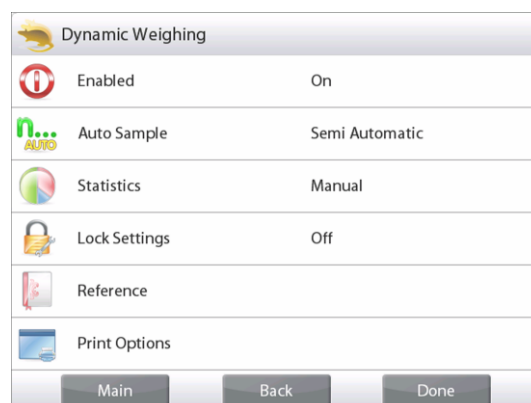 Dynamic Weighing
Enabled On
n... AUTO Auto Sample Semi Automatic
Statistics Manual
Lock Settings Off
Reference
Print Options
Main Back Done